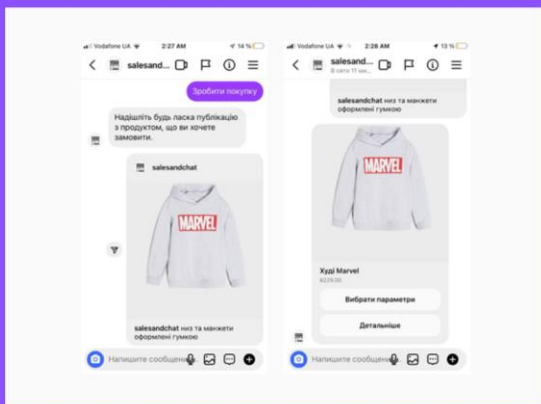 Vodafone UA
2:27 AM
14 %
salesand...
Зробити покупку
Надішліть будь ласка публікацію
з продуктом, що ви хочете
замовити.
salesandchat
MARVEL
salesandchat низ та манжети
оформлені гумкою
Напишите сообщени
Vodafone UA
2:28 AM
13 %
salesand...
В сети 11 мин...
salesandchat низ та манжети
оформлені гумкою
MARVEL
Худі Marvel
Вибрати параметри
Детальніше
Напишите сообщени